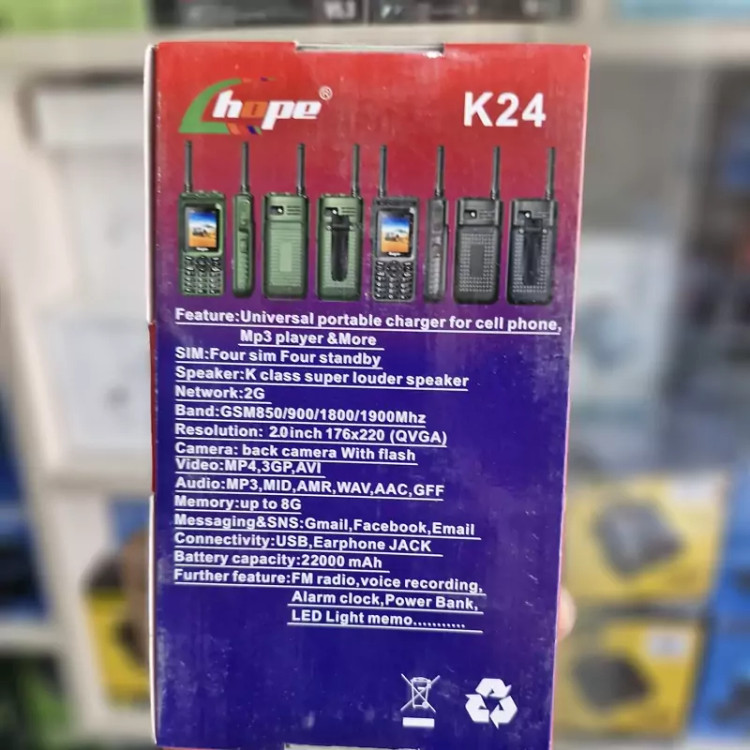 hope®
K24
Feature:Universal portable charger for cell phone,
Mp3 player &More
SIM:Four sim Four standby
Speaker:K class super louder speaker
Network:2G
Band:GSM850/900/1800/1900Mhz
Resolution: 2.0inch 176x220 (QVGA)
Camera: back camera With flash
Video:MP4,3GP,AVI
Audio:MP3,MID,AMR,WAV,AAC,GFF
Memory:up to 8G
Messaging&SNS:Gmail,Facebook,Email
Connectivity:USB,Earphone JACK
Battery capacity:22000 mAh
Further feature:FM radio,voice recording,
Alarm clock,Power Bank,
LED Light memo...........